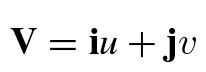 V = iu + jv